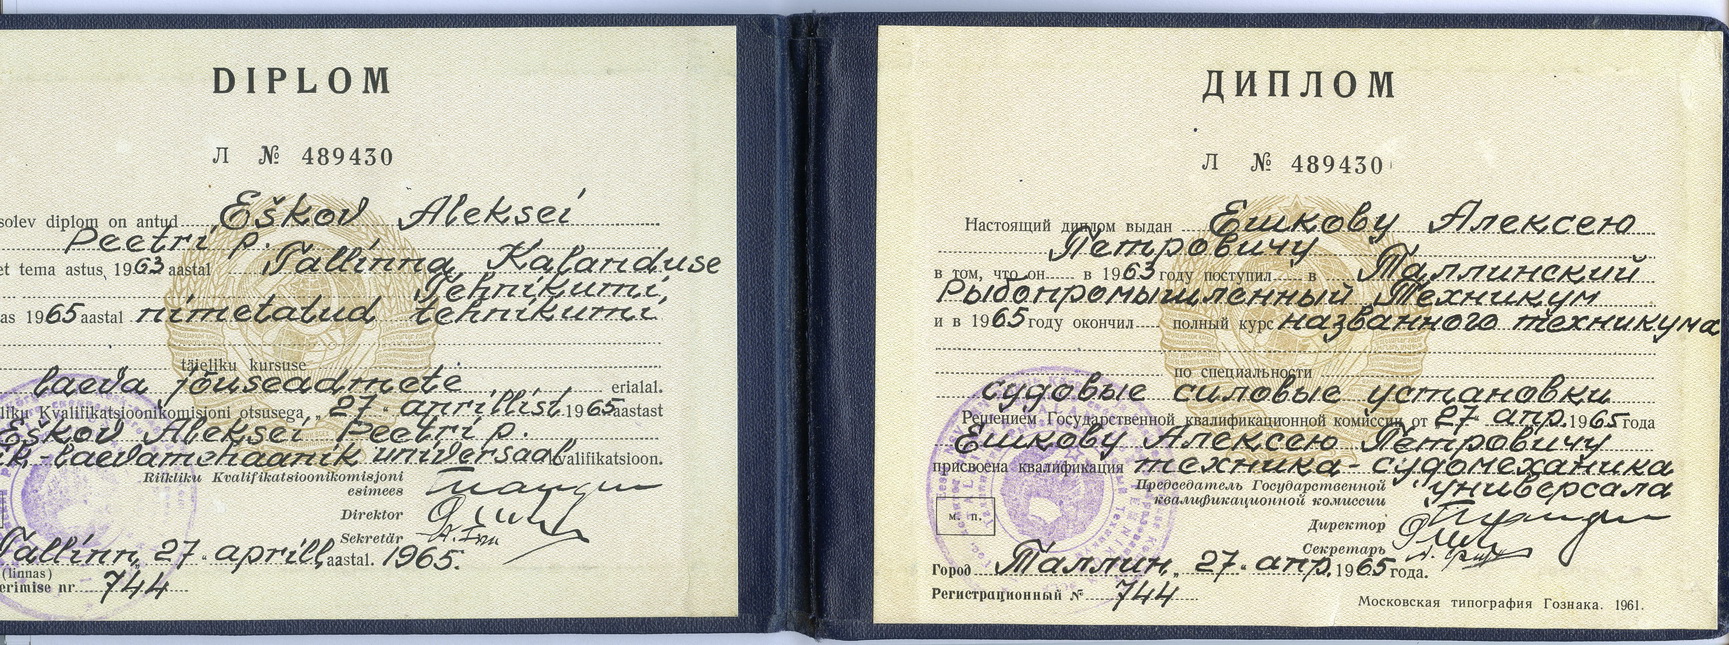 DIPLOM
Л № 489430
solev diplom on antud Eškov Aleksei
Peetri p.
et tema astus 1963 aastal Tallinna Kalanduse
Tehnikumi,
as 1965 aastal nimetatud tehnikumi
täieliku kursuse
laeva jõuseadmete erialal.
liku Kvalifikatsioonikomisjoni otsusega „27" aprillist 1965 aastast
Eškov Aleksei Peetri p.
ik-laevamehaanik universaal kvalifikatsioon.
Riikliku Kvalifikatsioonikomisjoni
esimees
Direktor
Sekretär
Tallinn, 27. aprill, aastal. 1965.
(linnas)
erimise nr. 744
ДИПЛОМ
Л № 489430
Настоящий диплом выдан Ешкову Алексею
Петровичу
в том, что он в 1963 году поступил в Таллинский
Рыбопромышленный Техникум
и в 1965 году окончил полный курс названного техникума
по специальности
судовые силовые установки
Решением Государственной квалификационной комиссии от 27 апр. 1965 года
Ешкову Алексею Петровичу
присвоена квалификация техника-судомеханика
универсала
Председатель Государственной
квалификационной комиссии
Директор
Секретарь
М. П.
Город Таллин, „27" апр. 1965 года.
Регистрационный № 744
Московская типография Гознака. 1961.